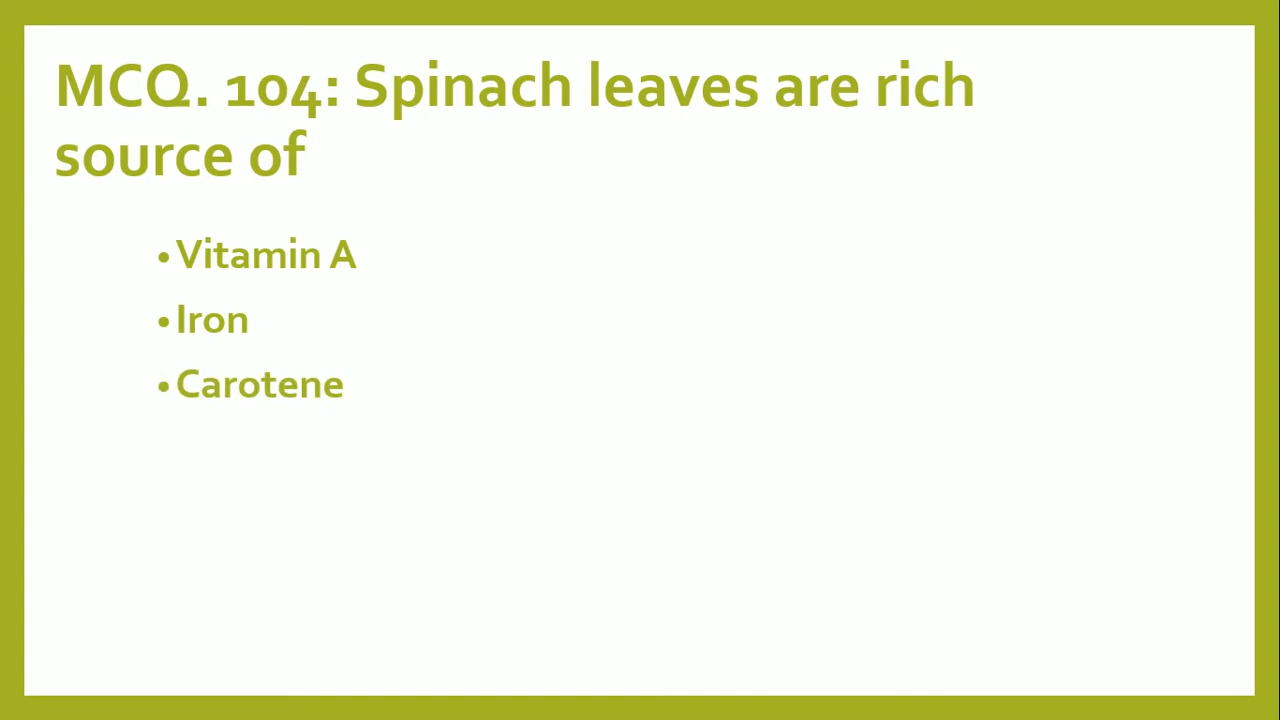 MCQ. 104: Spinach leaves are rich
source of
• Vitamin A
• Iron
• Carotene